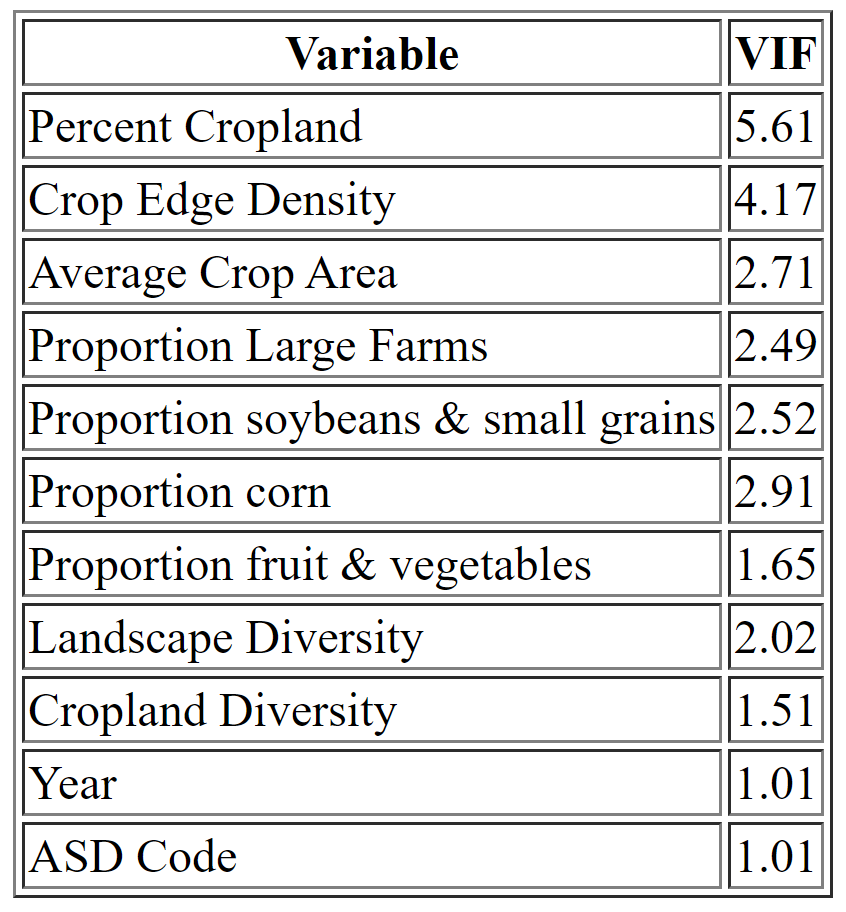 Variable VIF
Percent Cropland 5.61
Crop Edge Density 4.17
Average Crop Area 2.71
Proportion Large Farms 2.49
Proportion soybeans & small grains 2.52
Proportion corn 2.91
Proportion fruit & vegetables 1.65
Landscape Diversity 2.02
Cropland Diversity 1.51
Year 1.01
ASD Code 1.01